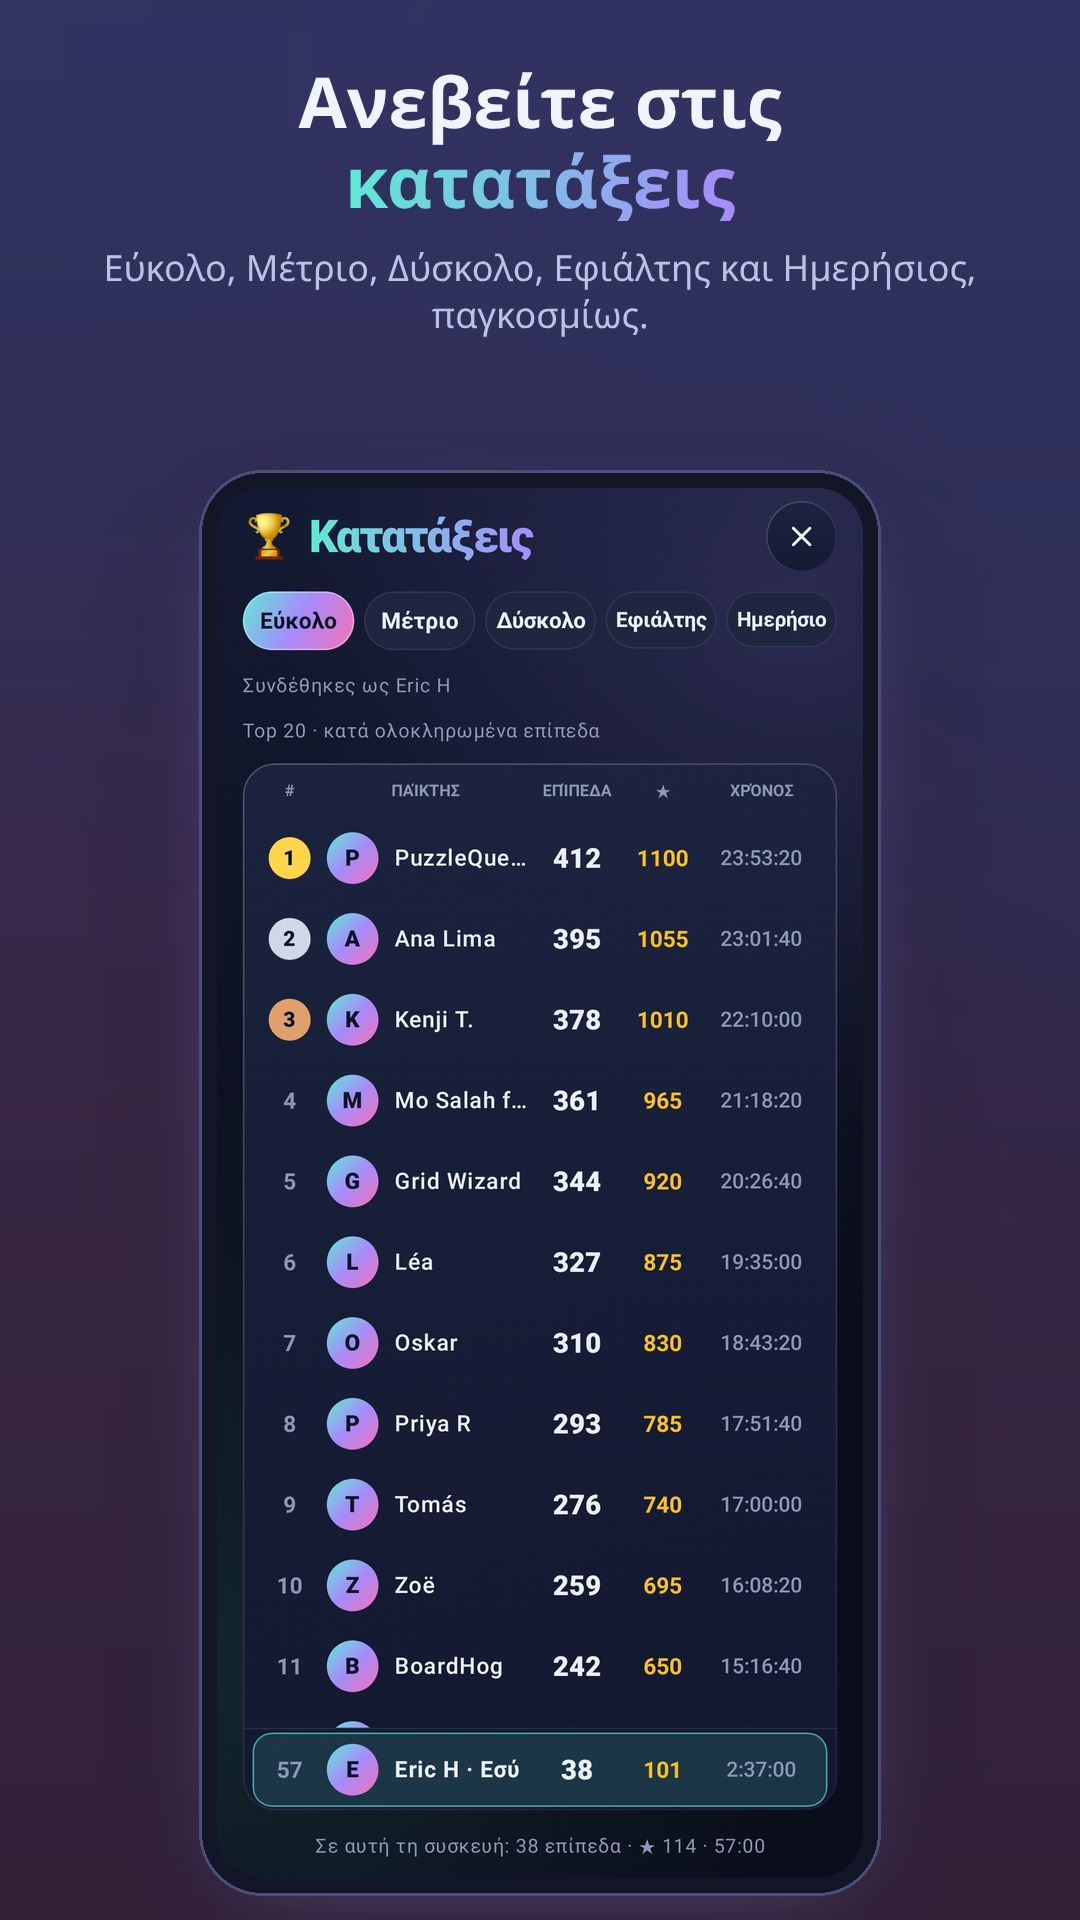 Ανεβείτε στις
κατατάξεις
Εύκολο, Μέτριο, Δύσκολο, Εφιάλτης και Ημερήσιος,
παγκοσμίως.
🏆 Κατατάξεις ✕
Εύκολο Μέτριο Δύσκολο Εφιάλτης Ημερήσιο
Συνδέθηκες ως Eric H
Top 20 · κατά ολοκληρωμένα επίπεδα
# ΠΑΊΚΤΗΣ ΕΠΊΠΕΔΑ ★ ΧΡΌΝΟΣ
1 P PuzzleQue… 412 1100 23:53:20
2 A Ana Lima 395 1055 23:01:40
3 K Kenji T. 378 1010 22:10:00
4 M Mo Salah f… 361 965 21:18:20
5 G Grid Wizard 344 920 20:26:40
6 L Léa 327 875 19:35:00
7 O Oskar 310 830 18:43:20
8 P Priya R 293 785 17:51:40
9 T Tomás 276 740 17:00:00
10 Z Zoë 259 695 16:08:20
11 B BoardHog 242 650 15:16:40
57 E Eric H · Εσύ 38 101 2:37:00
Σε αυτή τη συσκευή: 38 επίπεδα · ★ 114 · 57:00